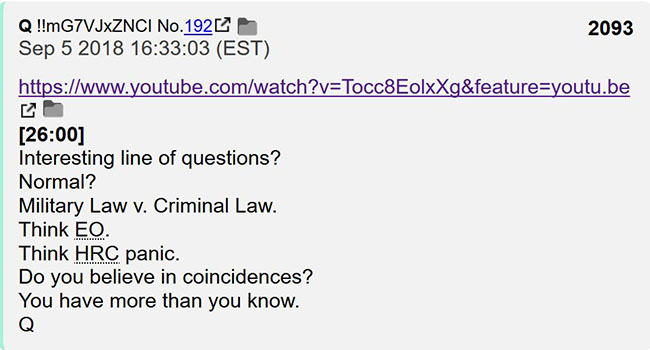 Q !!mG7VJxZNCI No.192 2093
Sep 5 2018 16:33:03 (EST)
https://www.youtube.com/watch?v=Tocc8EolxXg&feature=youtu.be
[26:00]
Interesting line of questions?
Normal?
Military Law v. Criminal Law.
Think EO.
Think HRC panic.
Do you believe in coincidences?
You have more than you know.
Q